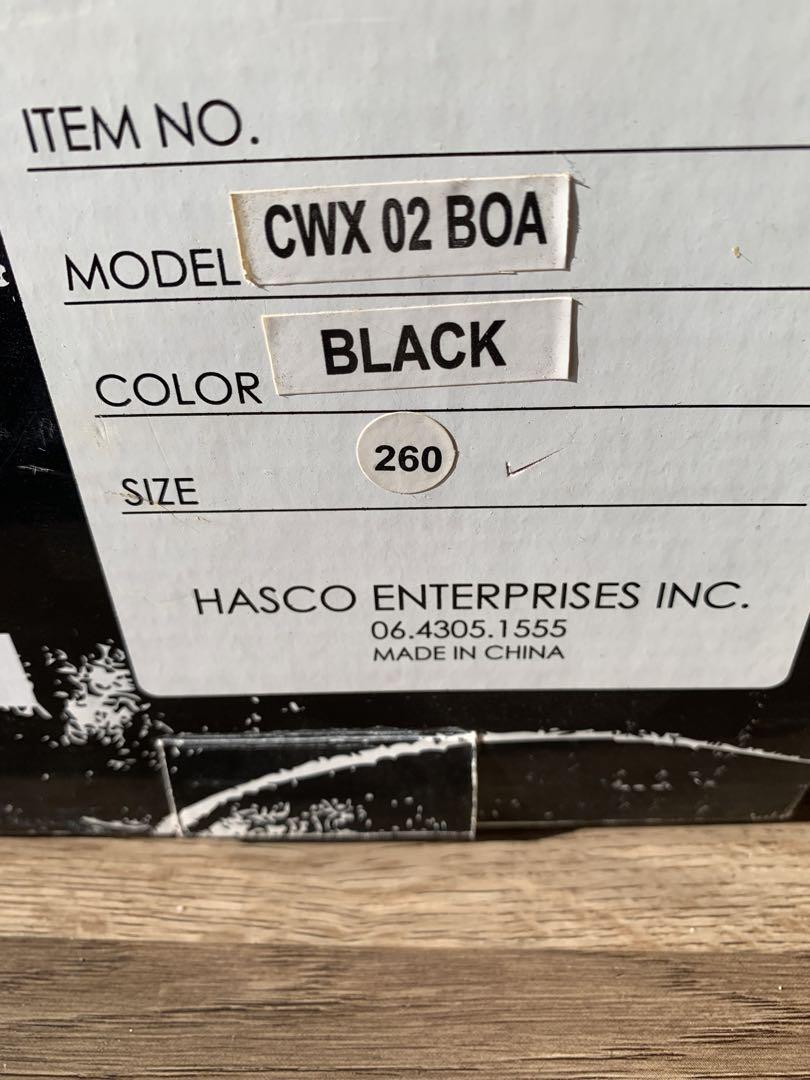 ITEM NO.
MODEL CWX 02 BOA
COLOR BLACK
SIZE 260
HASCO ENTERPRISES INC.
06.4305.1555
MADE IN CHINA